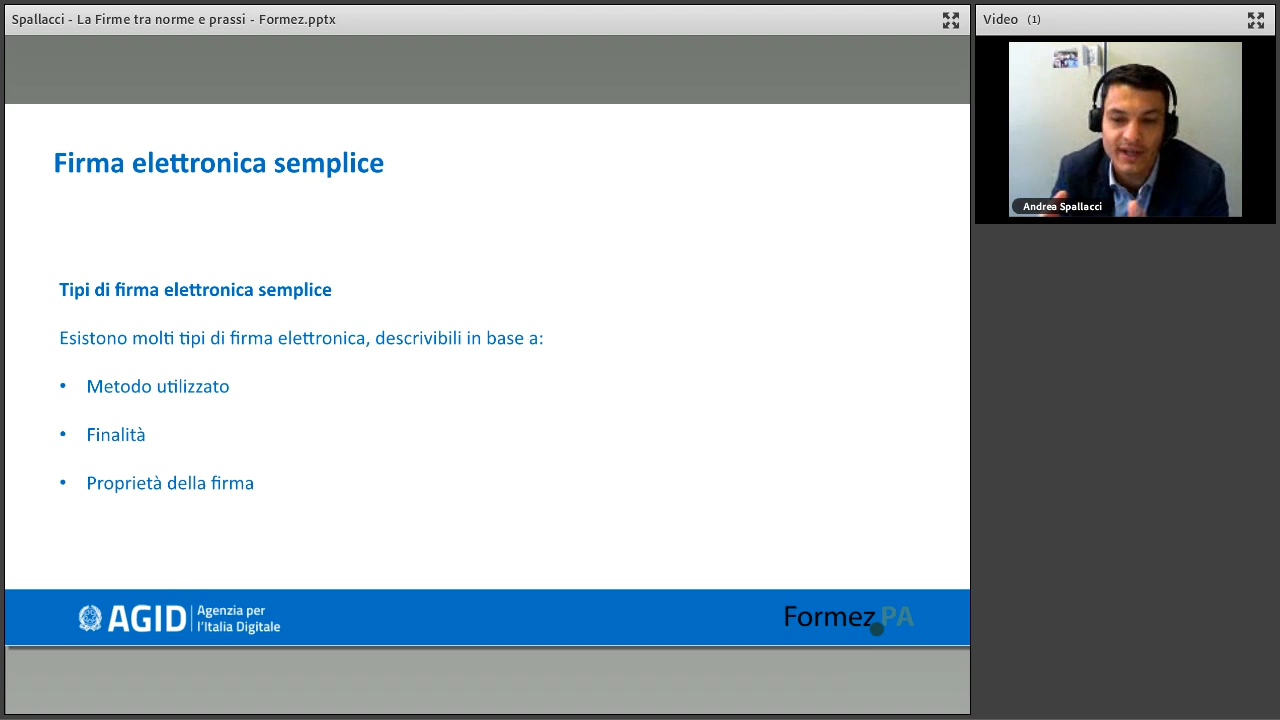 Spallacci - La Firme tra norme e prassi - Formez.pptx
Video (1)
Andrea Spallacci
Firma elettronica semplice
Tipi di firma elettronica semplice
Esistono molti tipi di firma elettronica, descrivibili in base a:
• Metodo utilizzato
• Finalità
• Proprietà della firma
AGID Agenzia per
l'Italia Digitale
Formez PA